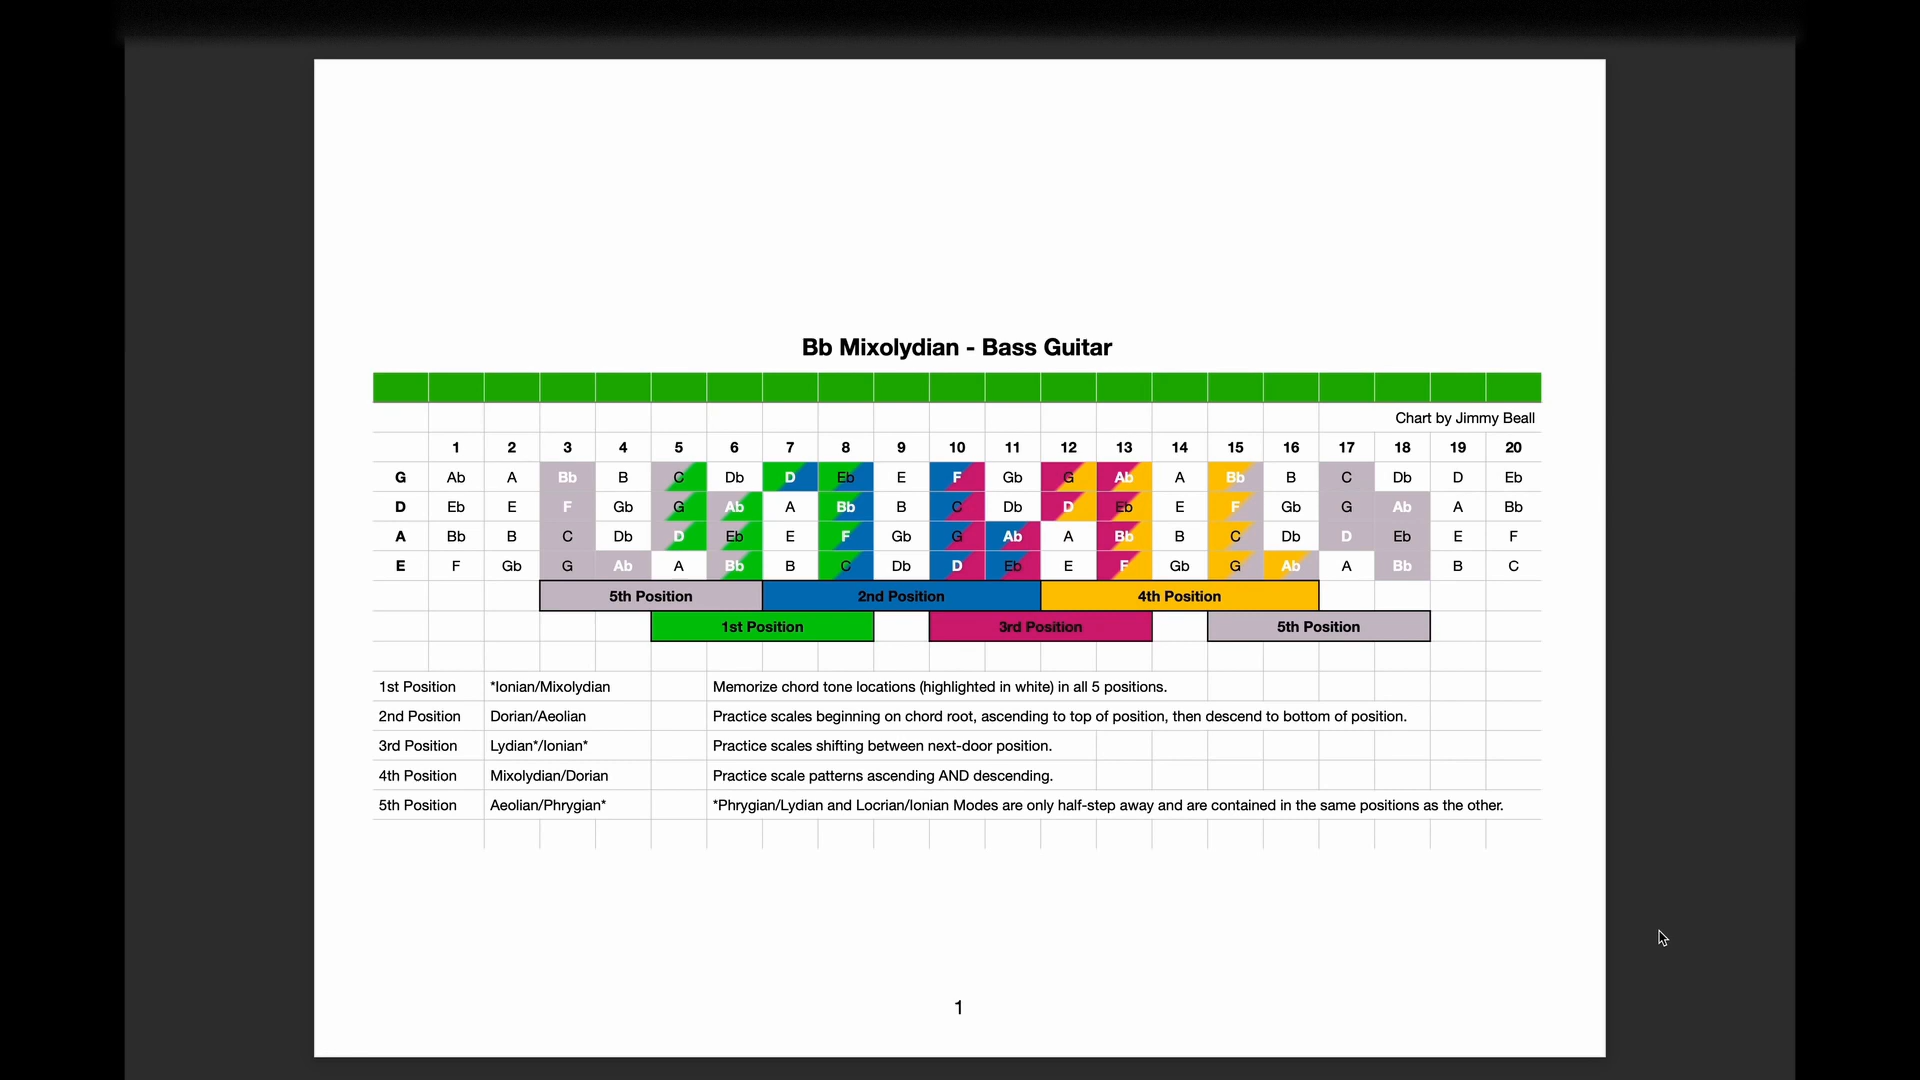 Bb Mixolydian - Bass Guitar
Chart by Jimmy Beall
1 2 3 4 5 6 7 8 9 10 11 12 13 14 15 16 17 18 19 20
G Ab A Bb B C Db D Eb E F Gb G Ab A Bb B C Db D Eb
D Eb E F Gb G Ab A Bb B C Db D Eb E F Gb G Ab A Bb
A Bb B C Db D Eb E F Gb G Ab A Bb B C Db D Eb E F
E F Gb G Ab A Bb B C Db D Eb E F Gb G Ab A Bb B C
5th Position 2nd Position 4th Position
1st Position 3rd Position 5th Position
1st Position *Ionian/Mixolydian Memorize chord tone locations (highlighted in white) in all 5 positions.
2nd Position Dorian/Aeolian Practice scales beginning on chord root, ascending to top of position, then descend to bottom of position.
3rd Position Lydian*/Ionian* Practice scales shifting between next-door position.
4th Position Mixolydian/Dorian Practice scale patterns ascending AND descending.
5th Position Aeolian/Phrygian* *Phrygian/Lydian and Locrian/Ionian Modes are only half-step away and are contained in the same positions as the other.
1